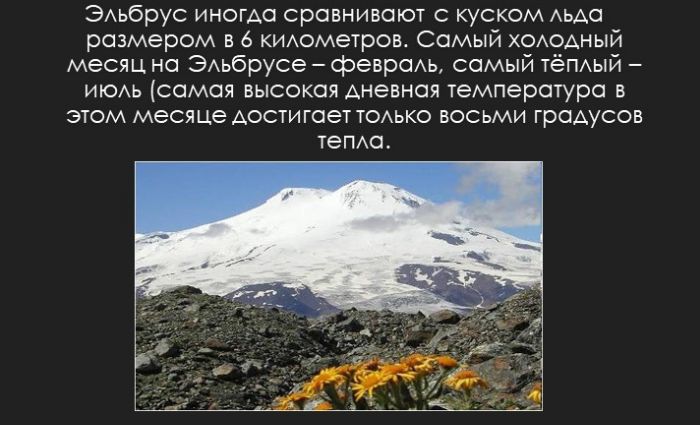 Эльбрус иногда сравнивают с куском льда
размером в 6 километров. Самый холодный
месяц на Эльбрусе – февраль, самый тёплый –
июль (самая высокая дневная температура в
этом месяце достигает только восьми градусов
тепла.